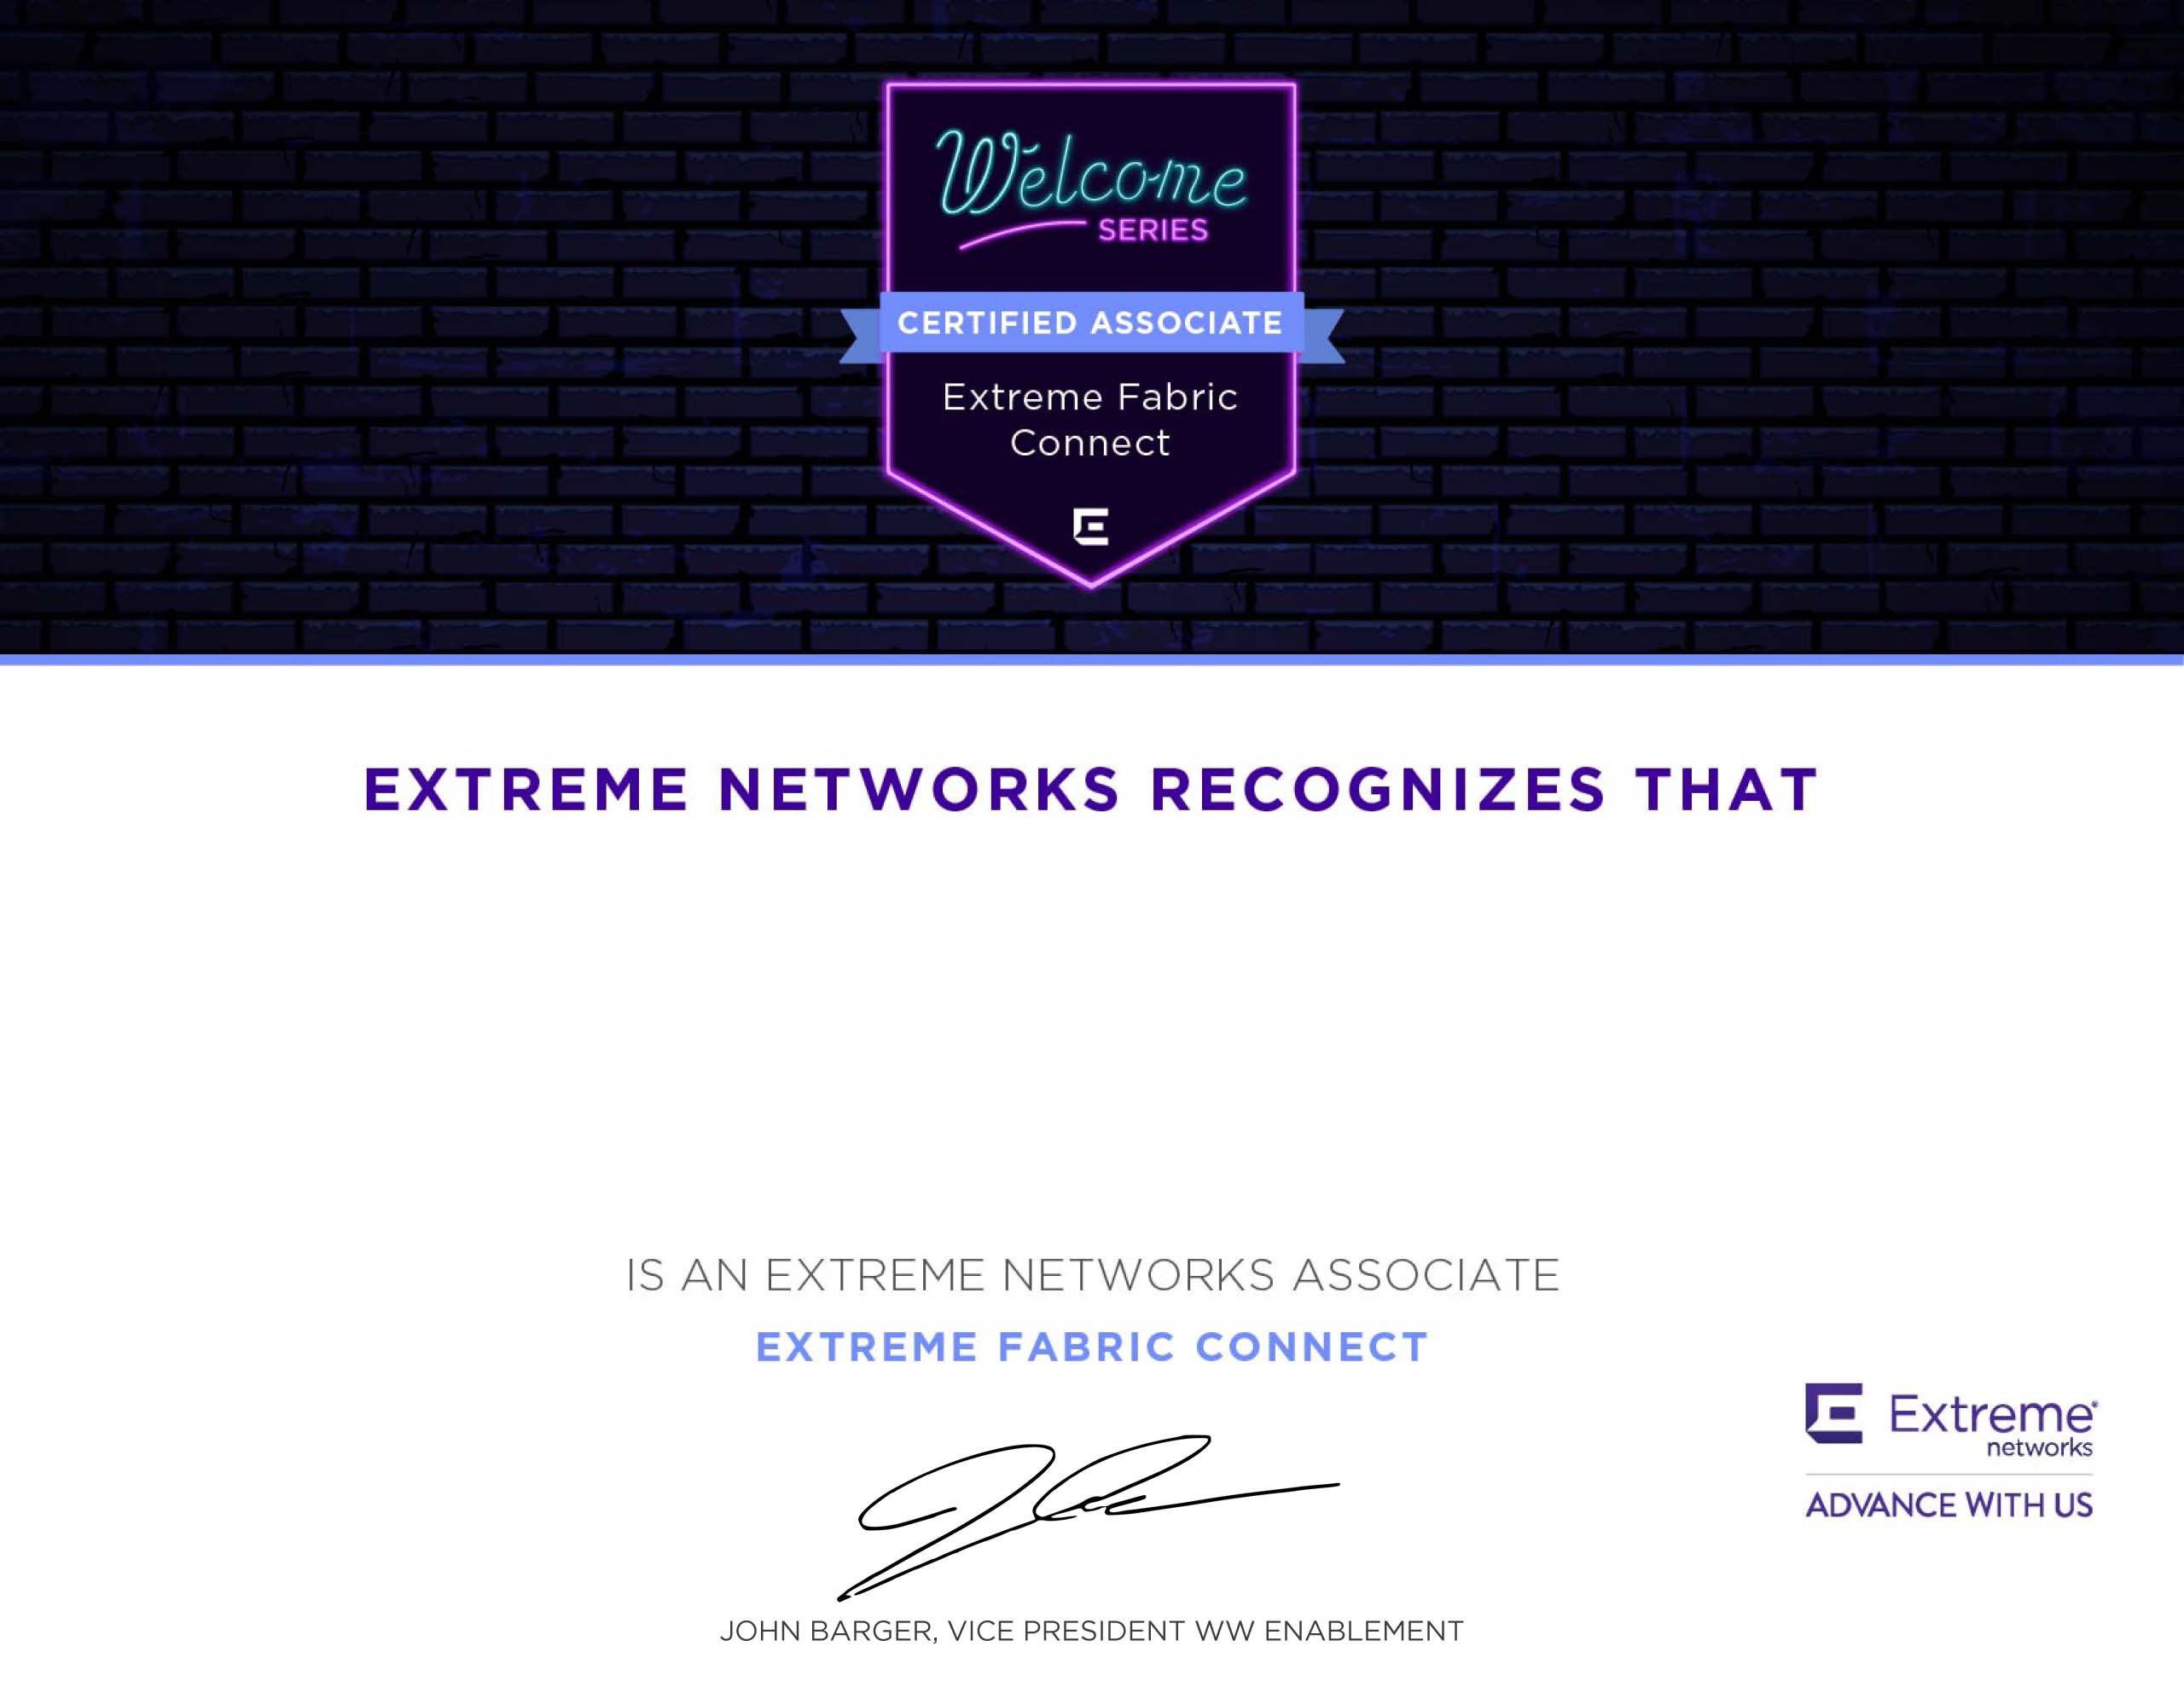 Welcome
SERIES
CERTIFIED ASSOCIATE
Extreme Fabric
Connect
EXTREME NETWORKS RECOGNIZES THAT
IS AN EXTREME NETWORKS ASSOCIATE
EXTREME FABRIC CONNECT
Extreme®
networks
ADVANCE WITH US
JOHN BARGER, VICE PRESIDENT WW ENABLEMENT